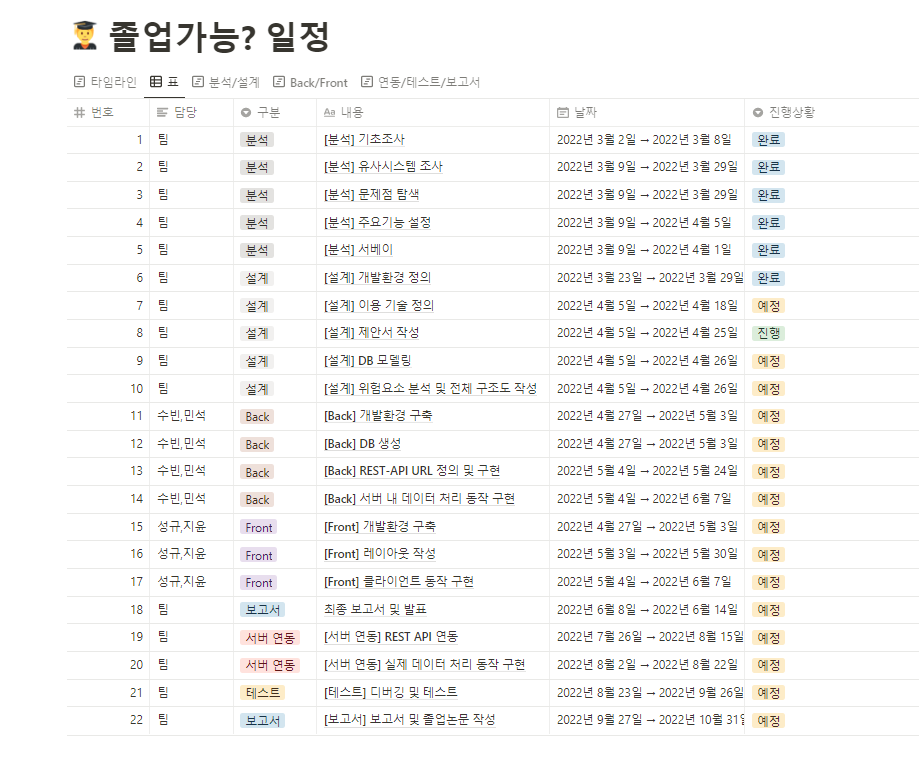 졸업가능? 일정
타임라인 표 분석/설계 Back/Front 연동/테스트/보고서
번호 담당 구분 Aa 내용 날짜 진행상황
1 팀 분석 [분석] 기초조사 2022년 3월 2일 → 2022년 3월 8일 완료
2 팀 분석 [분석] 유사시스템 조사 2022년 3월 9일 → 2022년 3월 29일 완료
3 팀 분석 [분석] 문제점 탐색 2022년 3월 9일 → 2022년 3월 29일 완료
4 팀 분석 [분석] 주요기능 설정 2022년 3월 9일 → 2022년 4월 5일 완료
5 팀 분석 [분석] 서베이 2022년 3월 9일 → 2022년 4월 1일 완료
6 팀 설계 [설계] 개발환경 정의 2022년 3월 23일 → 2022년 3월 29일 완료
7 팀 설계 [설계] 이용 기술 정의 2022년 4월 5일 → 2022년 4월 18일 예정
8 팀 설계 [설계] 제안서 작성 2022년 4월 5일 → 2022년 4월 25일 진행
9 팀 설계 [설계] DB 모델링 2022년 4월 5일 → 2022년 4월 26일 예정
10 팀 설계 [설계] 위험요소 분석 및 전체 구조도 작성 2022년 4월 5일 → 2022년 4월 26일 예정
11 수빈,민석 Back [Back] 개발환경 구축 2022년 4월 27일 → 2022년 5월 3일 예정
12 수빈,민석 Back [Back] DB 생성 2022년 4월 27일 → 2022년 5월 3일 예정
13 수빈,민석 Back [Back] REST-API URL 정의 및 구현 2022년 5월 4일 → 2022년 5월 24일 예정
14 수빈,민석 Back [Back] 서버 내 데이터 처리 동작 구현 2022년 5월 4일 → 2022년 6월 7일 예정
15 성규,지윤 Front [Front] 개발환경 구축 2022년 4월 27일 → 2022년 5월 3일 예정
16 성규,지윤 Front [Front] 레이아웃 작성 2022년 5월 3일 → 2022년 5월 30일 예정
17 성규,지윤 Front [Front] 클라이언트 동작 구현 2022년 5월 4일 → 2022년 6월 7일 예정
18 팀 보고서 최종 보고서 및 발표 2022년 6월 8일 → 2022년 6월 14일 예정
19 팀 서버 연동 [서버 연동] REST API 연동 2022년 7월 26일 → 2022년 8월 15일 예정
20 팀 서버 연동 [서버 연동] 실제 데이터 처리 동작 구현 2022년 8월 2일 → 2022년 8월 22일 예정
21 팀 테스트 [테스트] 디버깅 및 테스트 2022년 8월 23일 → 2022년 9월 26일 예정
22 팀 보고서 [보고서] 보고서 및 졸업논문 작성 2022년 9월 27일 → 2022년 10월 31일 예정